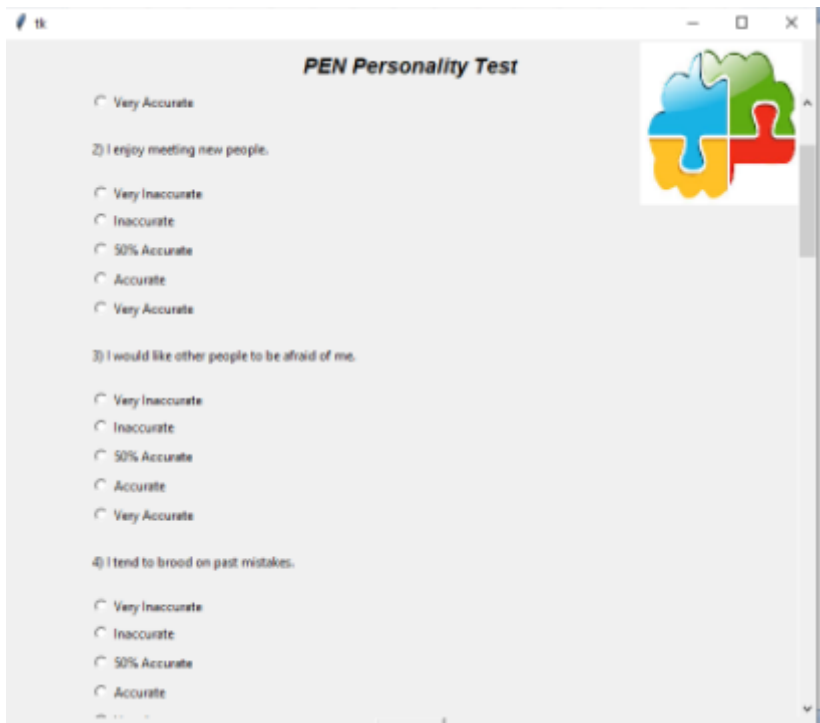 tk
PEN Personality Test
Very Accurate
2) I enjoy meeting new people.
Very Inaccurate
Inaccurate
50% Accurate
Accurate
Very Accurate
3) I would like other people to be afraid of me.
Very Inaccurate
Inaccurate
50% Accurate
Accurate
Very Accurate
4) I tend to brood on past mistakes.
Very Inaccurate
Inaccurate
50% Accurate
Accurate